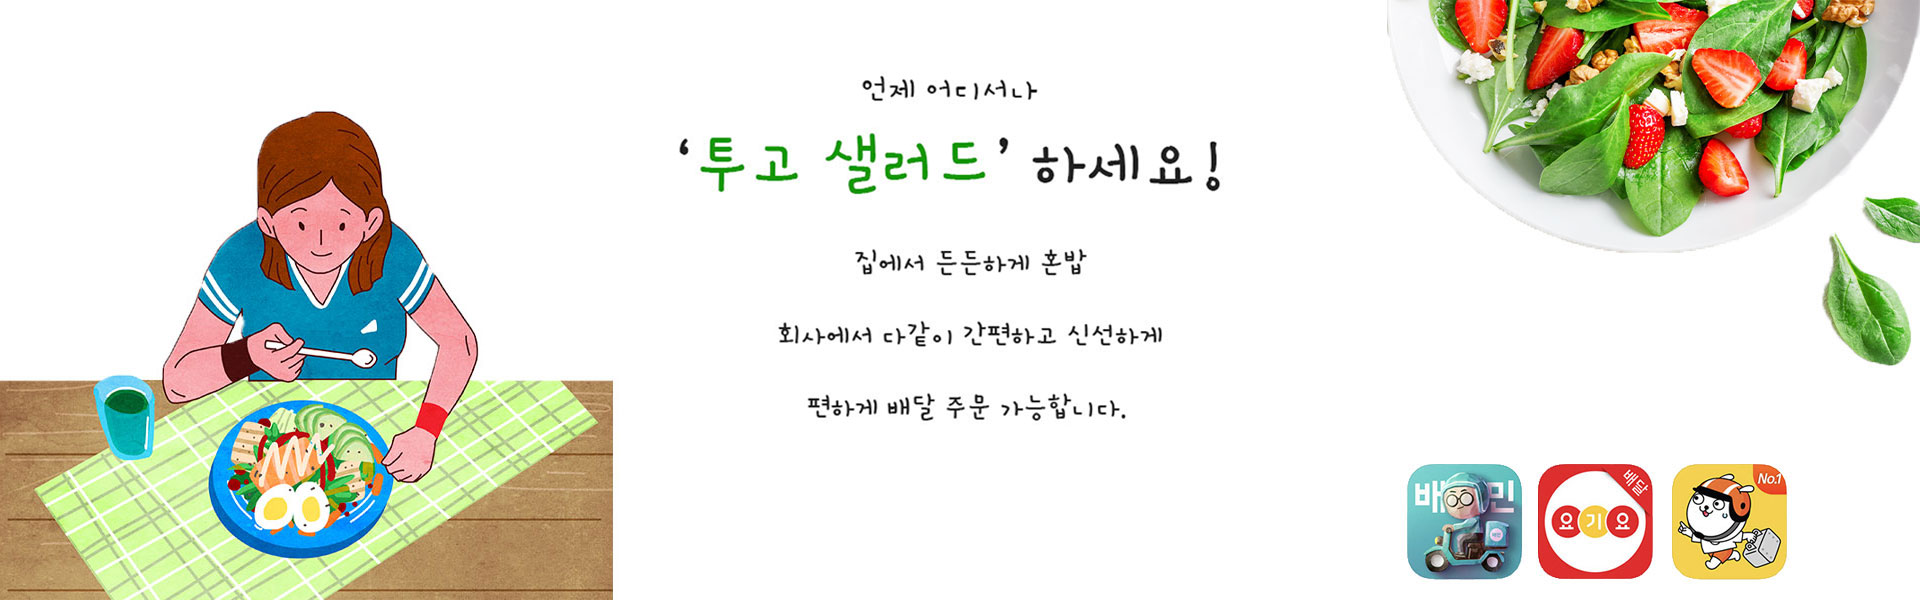 언제 어디서나
‘투고 샐러드’ 하세요!
집에서 든든하게 혼밥
회사에서 다같이 간편하고 신선하게
편하게 배달 주문 가능합니다.
배민
배달
요기요
No.1